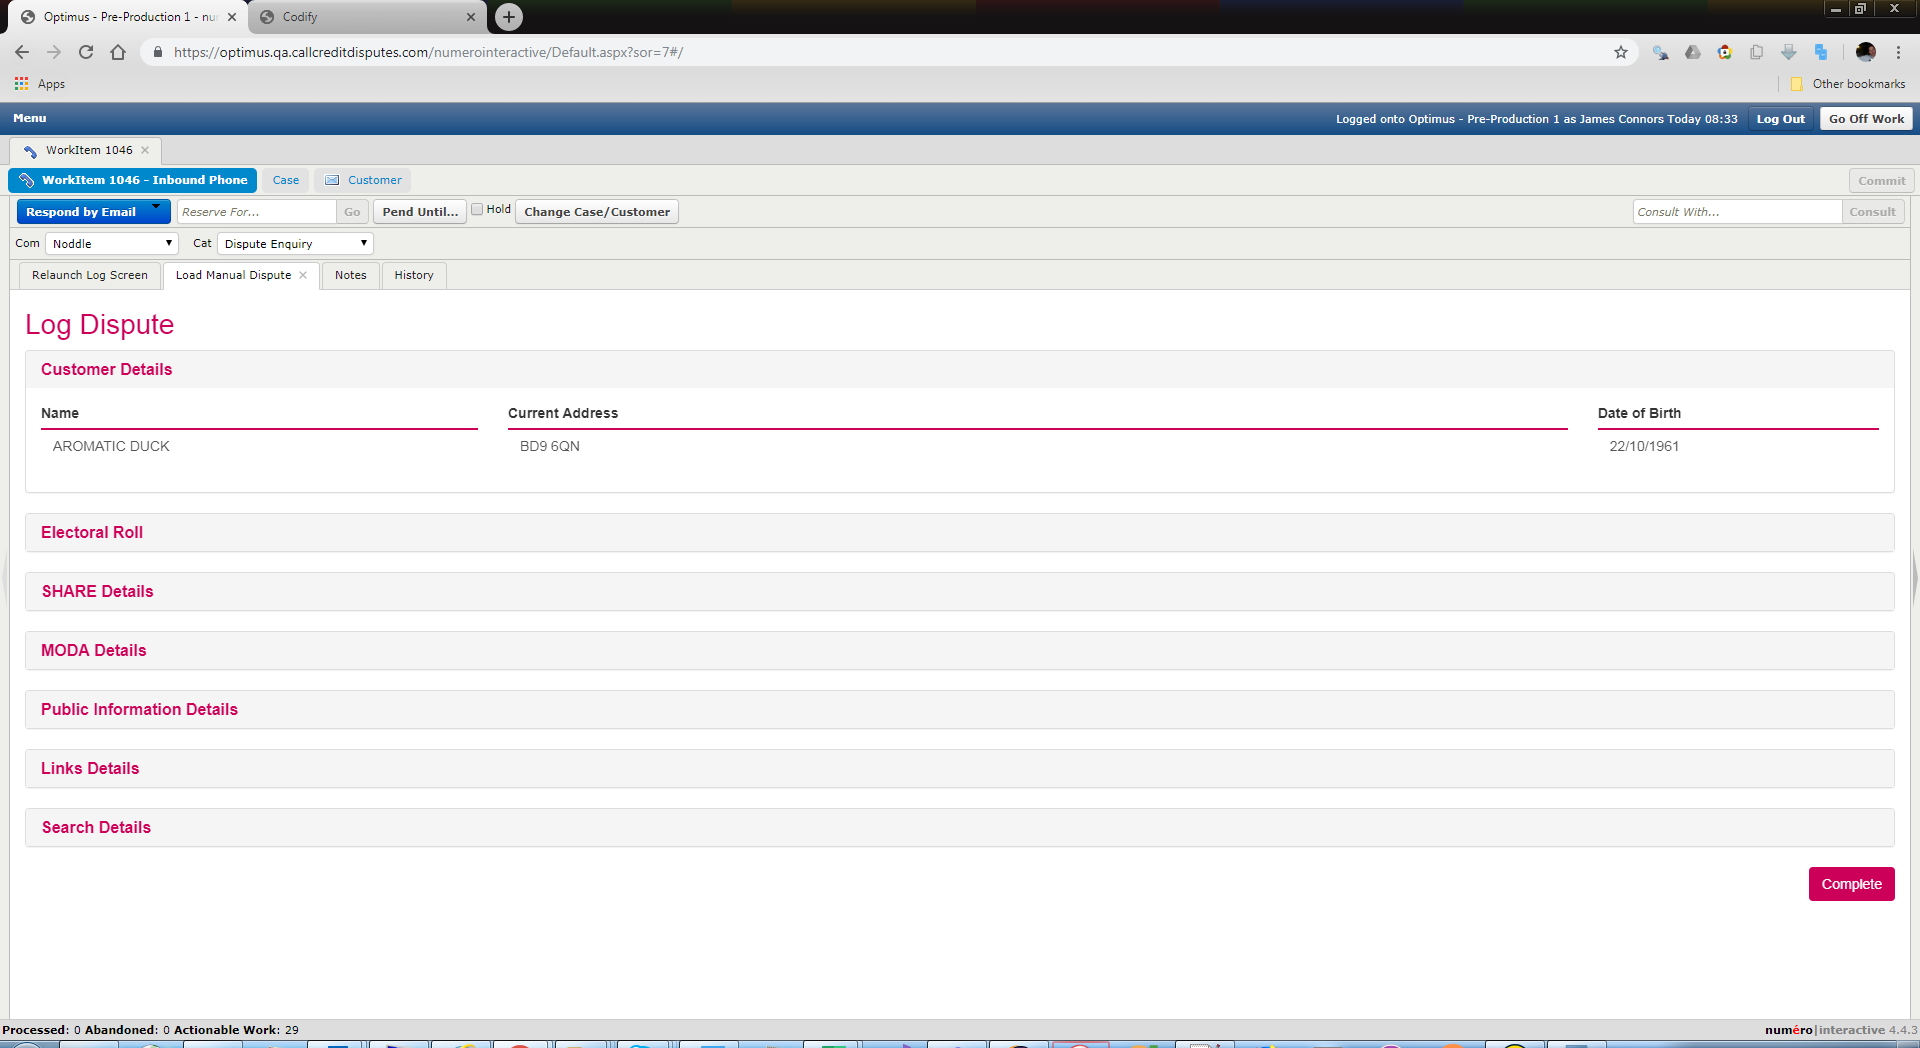 Optimus - Pre-Production 1 - nu
Codify
https://optimus.qa.callcreditdisputes.com/numerointeractive/Default.aspx?sor=7#/
Apps
Other bookmarks
Menu
Logged onto Optimus - Pre-Production 1 as James Connors Today 08:33
Log Out
Go Off Work
WorkItem 1046
WorkItem 1046 - Inbound Phone
Case
Customer
Commit
Respond by Email
Reserve For...
Go
Pend Until...
Hold
Change Case/Customer
Consult With...
Consult
Com
Noddle
Cat
Dispute Enquiry
Relaunch Log Screen
Load Manual Dispute
Notes
History
Log Dispute
Customer Details
Name
Current Address
Date of Birth
AROMATIC DUCK
BD9 6QN
22/10/1961
Electoral Roll
SHARE Details
MODA Details
Public Information Details
Links Details
Search Details
Complete
Processed: 0 Abandoned: 0 Actionable Work: 29
numéro|interactive 4.4.3